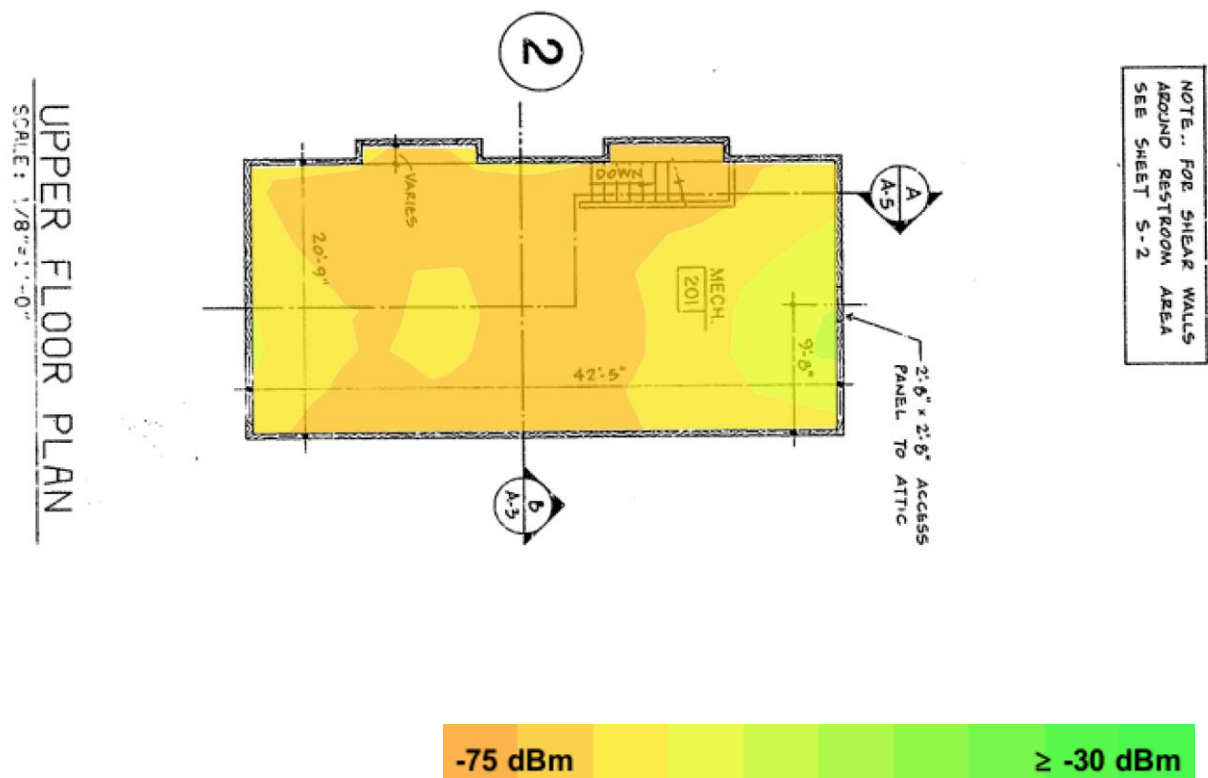 2
NOTE.. FOR SHEAR WALLS
AROUND RESTROOM AREA
SEE SHEET S-2
A
A-5
DOWN
VARIES
20'-9"
MECH.
201
9'-8"
42'-5"
2'-8" x 2'-8" ACCESS
PANEL TO ATTIC
B
A-3
UPPER FLOOR PLAN
SCALE: 1/8"=1'-0"
-75 dBm
≥ -30 dBm